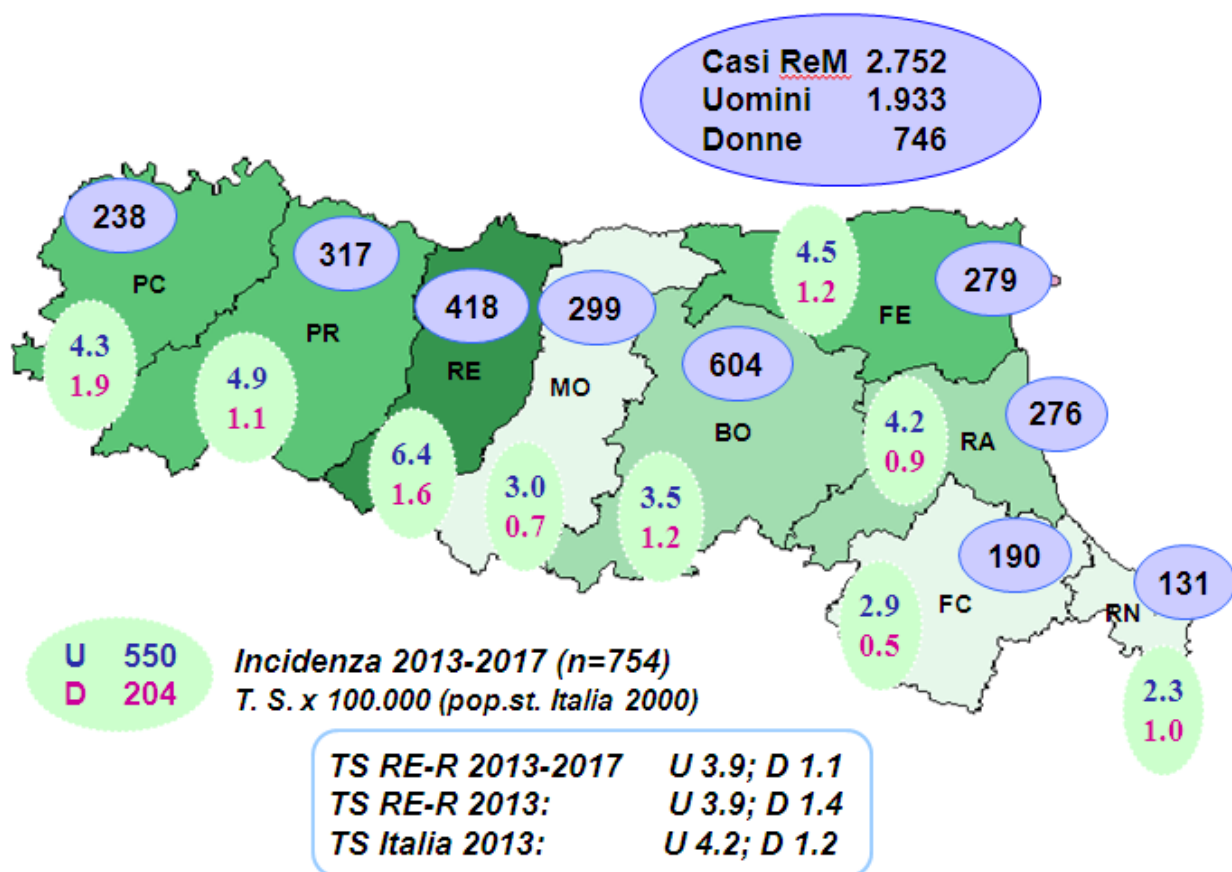 Casi ReM 2.752
Uomini 1.933
Donne 746
238
PC
4.3
1.9
317
PR
4.9
1.1
418
RE
6.4
1.6
299
MO
3.0
0.7
604
BO
3.5
1.2
4.5
1.2
279
FE
276
RA
4.2
0.9
190
FC
2.9
0.5
131
RN
2.3
1.0
U 550
D 204
Incidenza 2013-2017 (n=754)
T. S. x 100.000 (pop.st. Italia 2000)
TS RE-R 2013-2017 U 3.9; D 1.1
TS RE-R 2013: U 3.9; D 1.4
TS Italia 2013: U 4.2; D 1.2